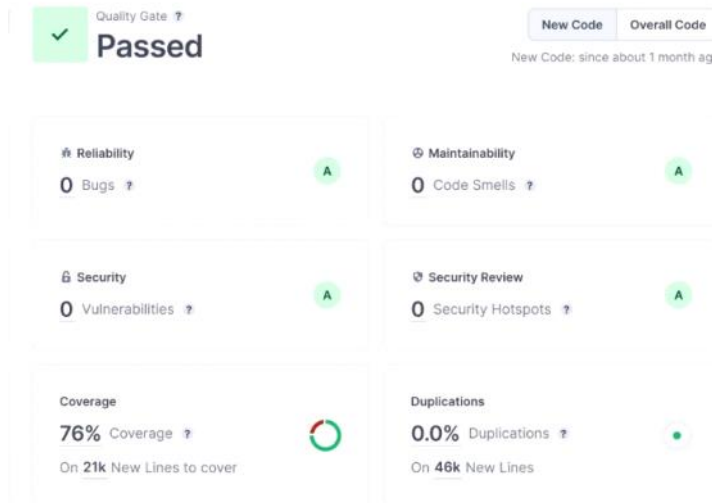 Quality Gate ?
Passed
New Code Overall Code
New Code: since about 1 month ag
Reliability
0 Bugs ?
A
Maintainability
0 Code Smells ?
A
Security
0 Vulnerabilities ?
A
Security Review
0 Security Hotspots ?
A
Coverage
76% Coverage ?
On 21k New Lines to cover
Duplications
0.0% Duplications ?
On 46k New Lines